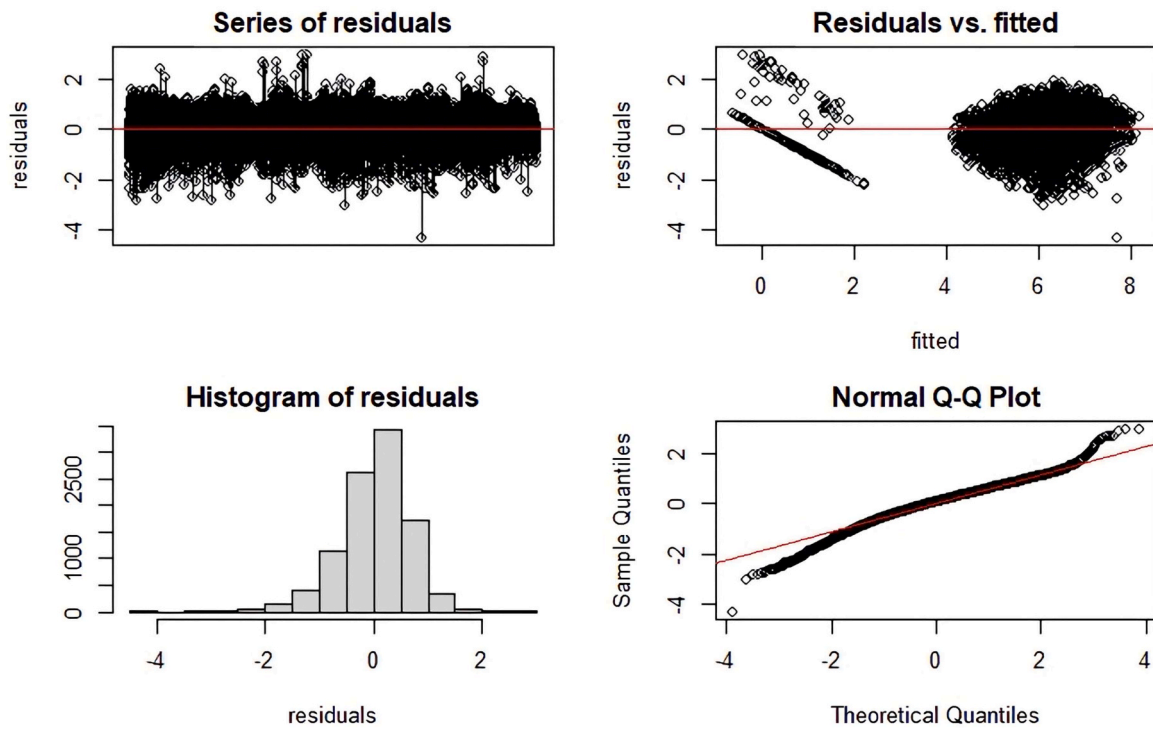 Series of residuals
residuals
2
0
-2
-4
Residuals vs. fitted
residuals
2
0
-2
-4
0 2 4 6 8
fitted
Histogram of residuals
2500
1000
0
-4 -2 0 2
residuals
Normal Q-Q Plot
Sample Quantiles
2
0
-2
-4
-4 -2 0 2 4
Theoretical Quantiles